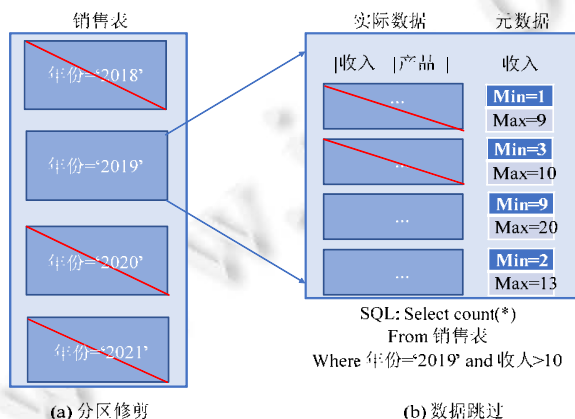 销售表
年份=‘2018’
年份=‘2019’
年份=‘2020’
年份=‘2021’
(a) 分区修剪
实际数据 元数据
|收入 |产品 | 收入
... Min=1
Max=9
... Min=3
Max=10
... Min=9
Max=20
... Min=2
Max=13
SQL: Select count(*)
From 销售表
Where 年份=‘2019’ and 收人>10
(b) 数据跳过